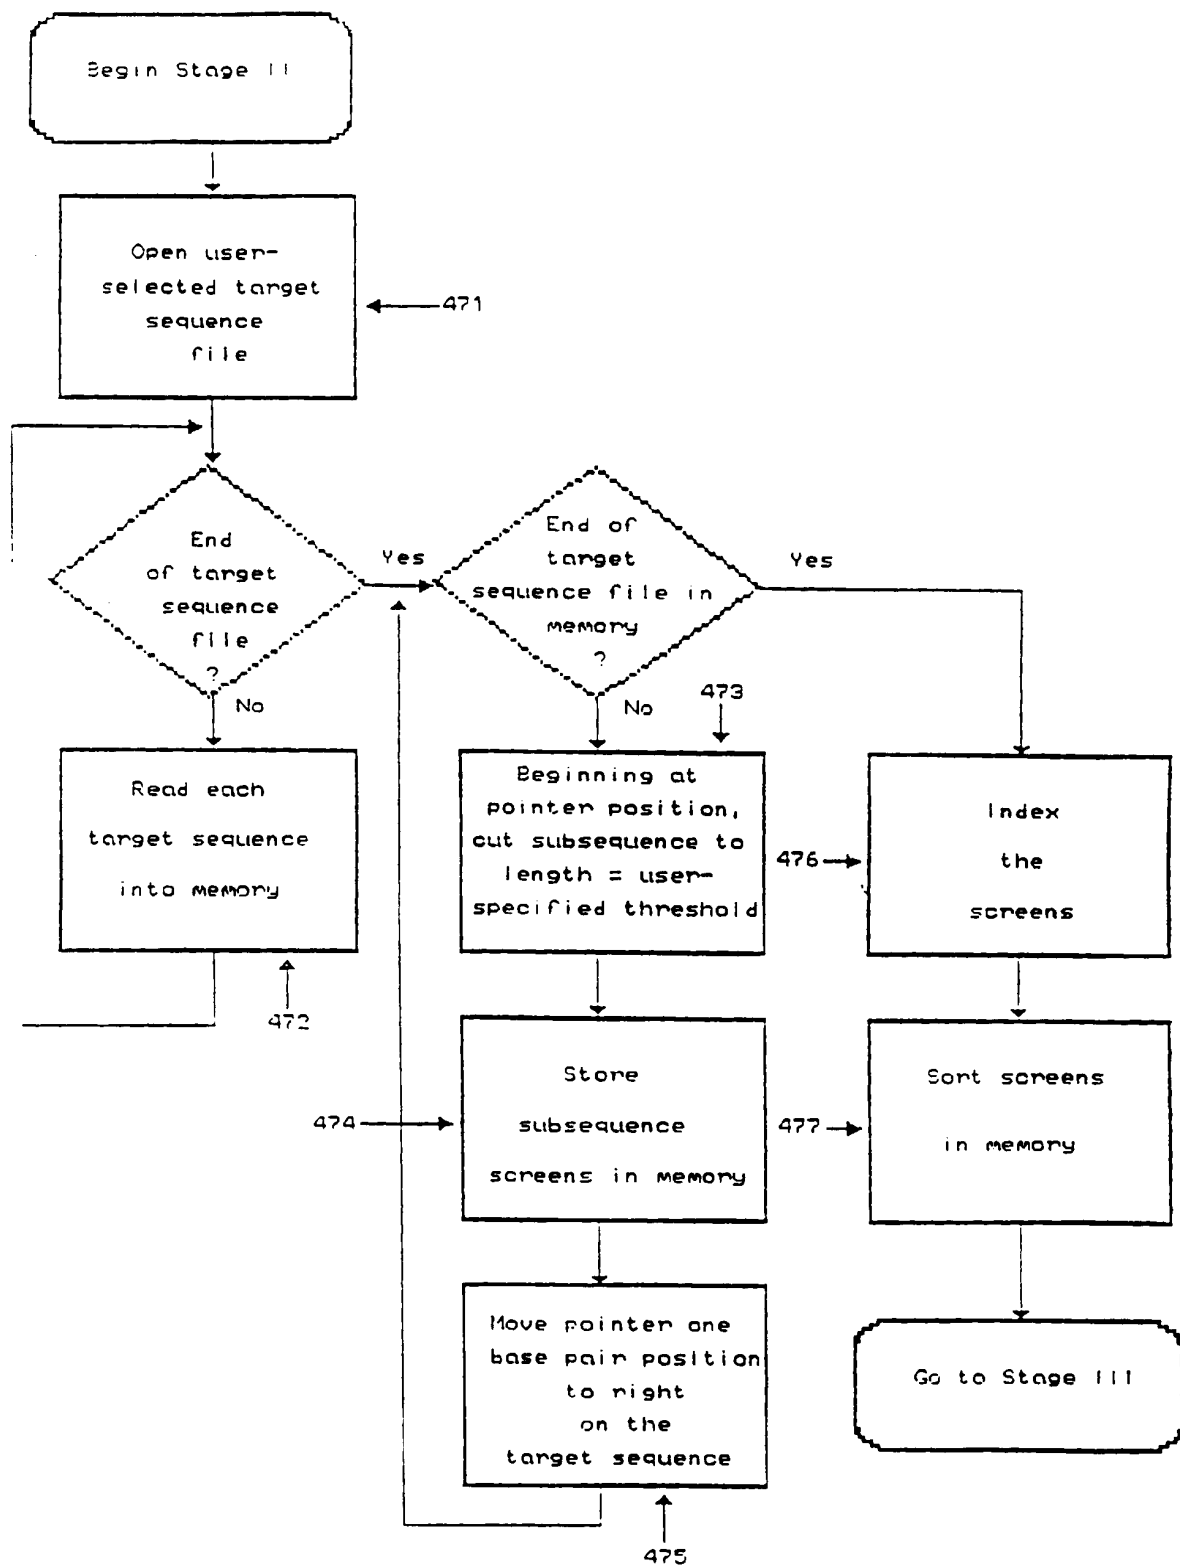 Begin Stage II
Open user-
selected target
sequence
file
471
End
of target
sequence
file
?
Yes
No
Read each
target sequence
into memory
472
End of
target
sequence file in
memory
?
Yes
No
473
Beginning at
pointer position,
cut subsequence to
length = user-
specified threshold
474
Store
subsequence
screens in memory
Move pointer one
base pair position
to right
on the
target sequence
475
476
Index
the
screens
477
Sort screens
in memory
Go to Stage III